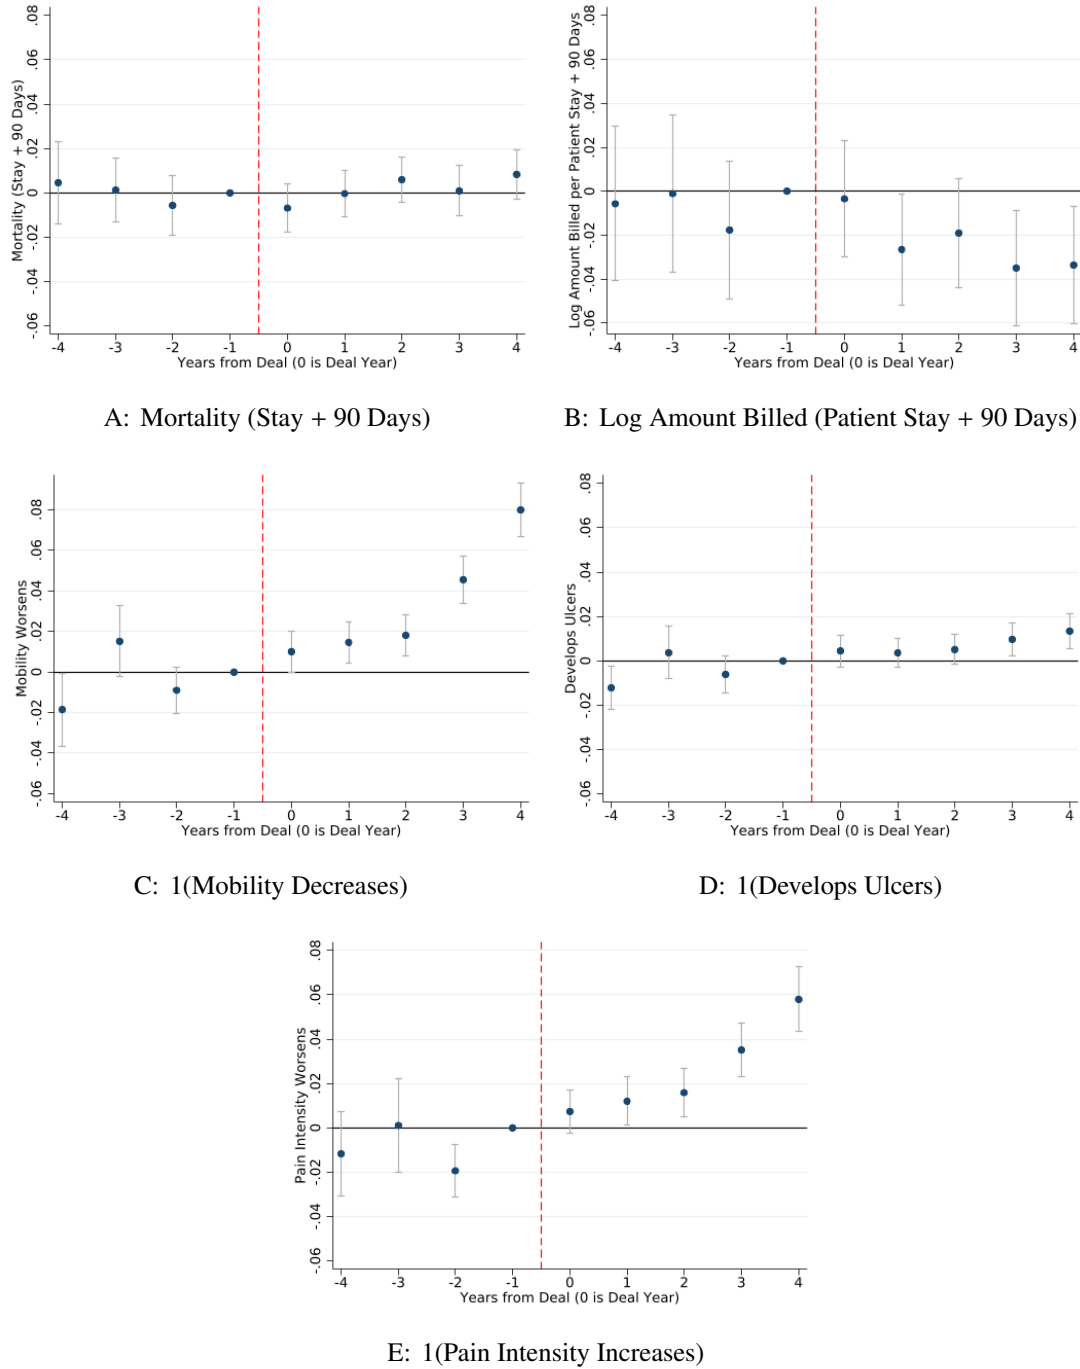 Mortality (Stay + 90 Days)
.08
.06
.04
.02
0
-.02
-.04
-.06
-4 -3 -2 -1 0 1 2 3 4
Years from Deal (0 is Deal Year)
A: Mortality (Stay + 90 Days)
Log Amount Billed per Patient Stay + 90 Days
.08
.06
.04
.02
0
-.02
-.04
-.06
-4 -3 -2 -1 0 1 2 3 4
Years from Deal (0 is Deal Year)
B: Log Amount Billed (Patient Stay + 90 Days)
Mobility Worsens
.08
.06
.04
.02
0
-.02
-.04
-.06
-4 -3 -2 -1 0 1 2 3 4
Years from Deal (0 is Deal Year)
C: 1(Mobility Decreases)
Develops Ulcers
.08
.06
.04
.02
0
-.02
-.04
-.06
-4 -3 -2 -1 0 1 2 3 4
Years from Deal (0 is Deal Year)
D: 1(Develops Ulcers)
Pain Intensity Worsens
.08
.06
.04
.02
0
-.02
-.04
-.06
-4 -3 -2 -1 0 1 2 3 4
Years from Deal (0 is Deal Year)
E: 1(Pain Intensity Increases)